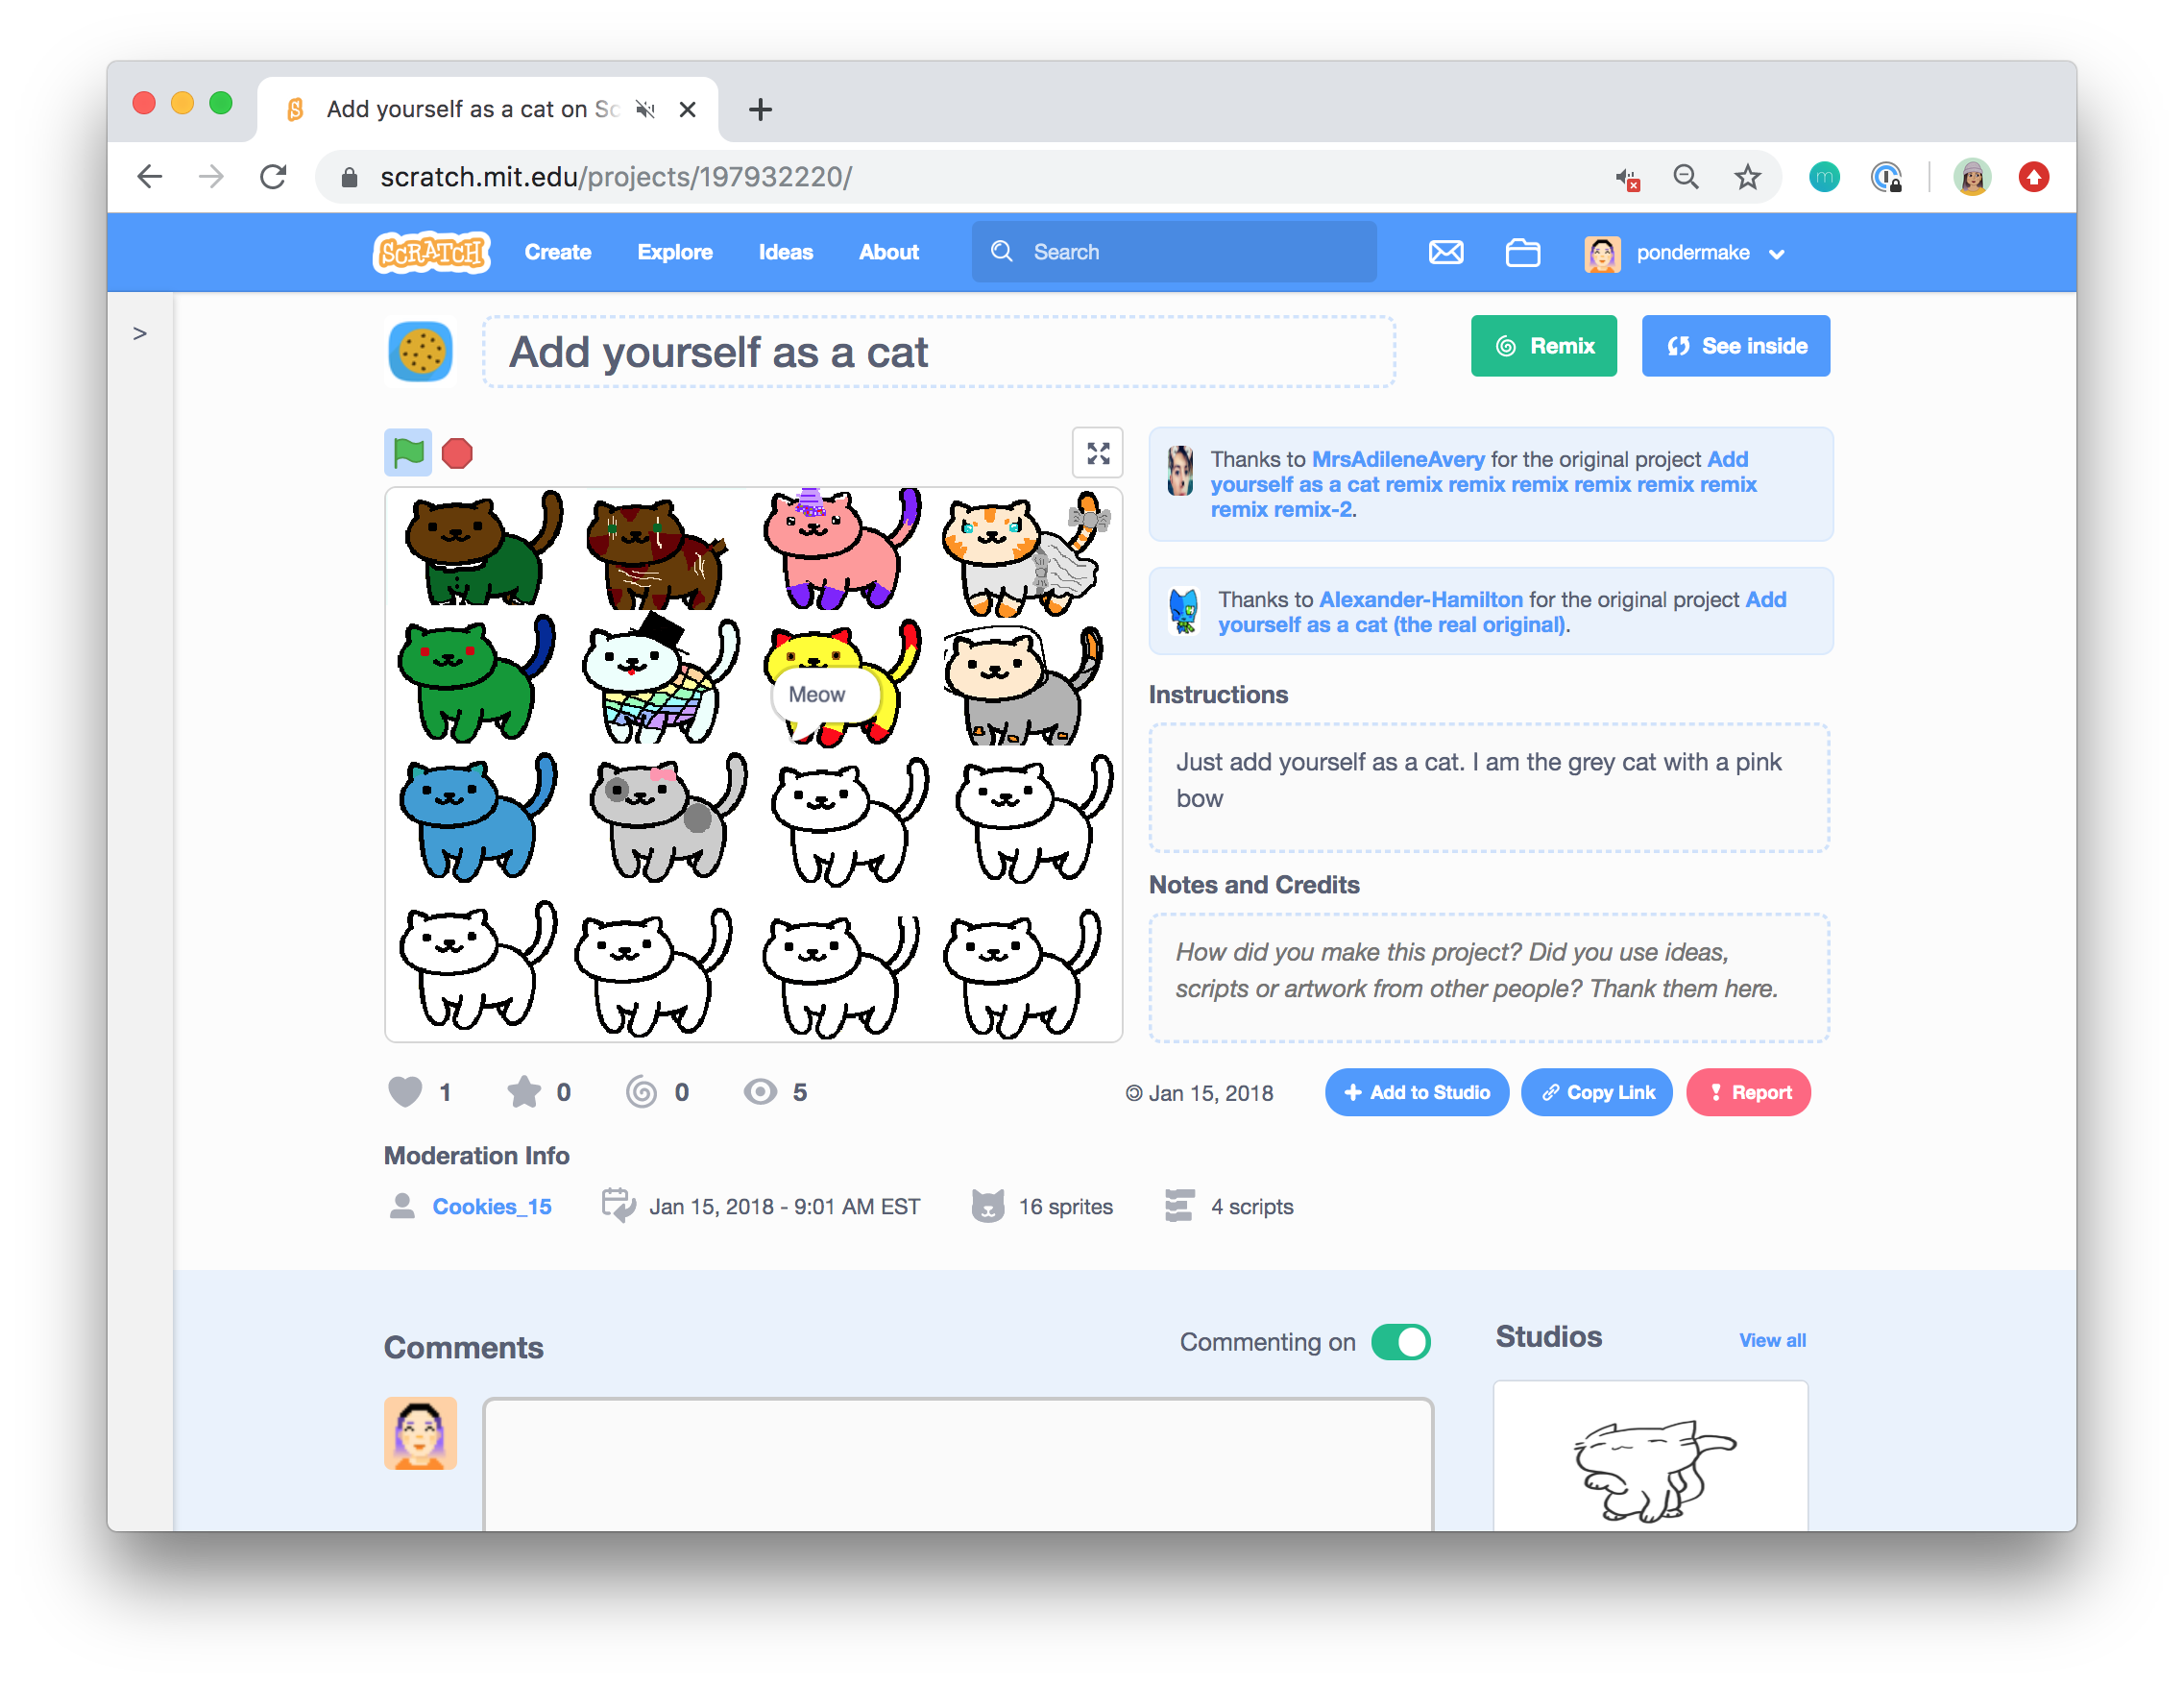 Add yourself as a cat on Sc
scratch.mit.edu/projects/197932220/
SCRATCH Create Explore Ideas About Search pondermake
>
Add yourself as a cat
Remix See inside
Thanks to MrsAdileneAvery for the original project Add
yourself as a cat remix remix remix remix remix remix
remix remix-2.
Thanks to Alexander-Hamilton for the original project Add
yourself as a cat (the real original).
Meow
Instructions
Just add yourself as a cat. I am the grey cat with a pink
bow
Notes and Credits
How did you make this project? Did you use ideas,
scripts or artwork from other people? Thank them here.
1 0 0 5 © Jan 15, 2018 Add to Studio Copy Link Report
Moderation Info
Cookies_15 Jan 15, 2018 - 9:01 AM EST 16 sprites 4 scripts
Comments
Commenting on
Studios View all